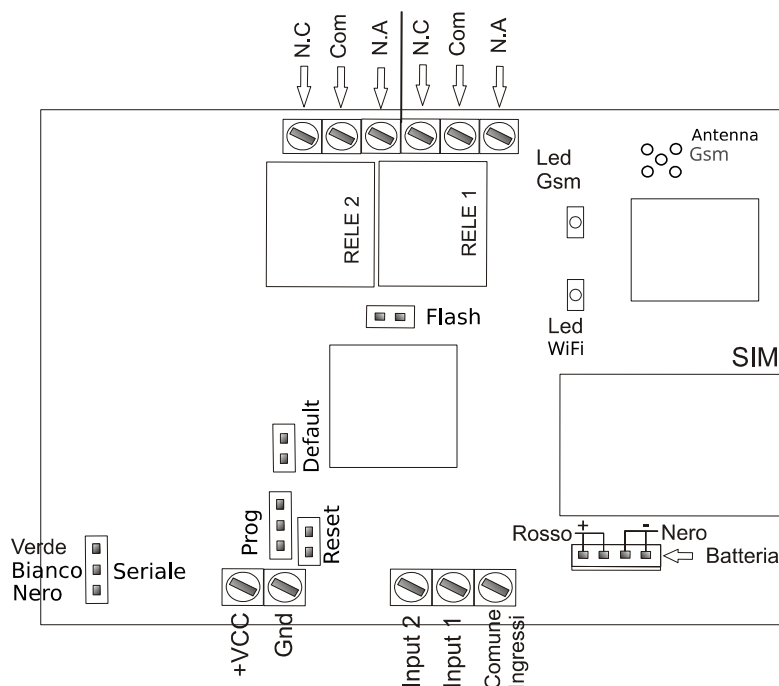 N.C
Com
N.A
N.C
Com
N.A
Antenna
Gsm
Led
Gsm
RELE 2
RELE 1
Flash
Led
WiFi
SIM
Default
Prog
Reset
Rosso + - Nero
Batteria
Verde
Bianco Seriale
Nero
+VCC
Gnd
Input 2
Input 1
Comune
Ingressi